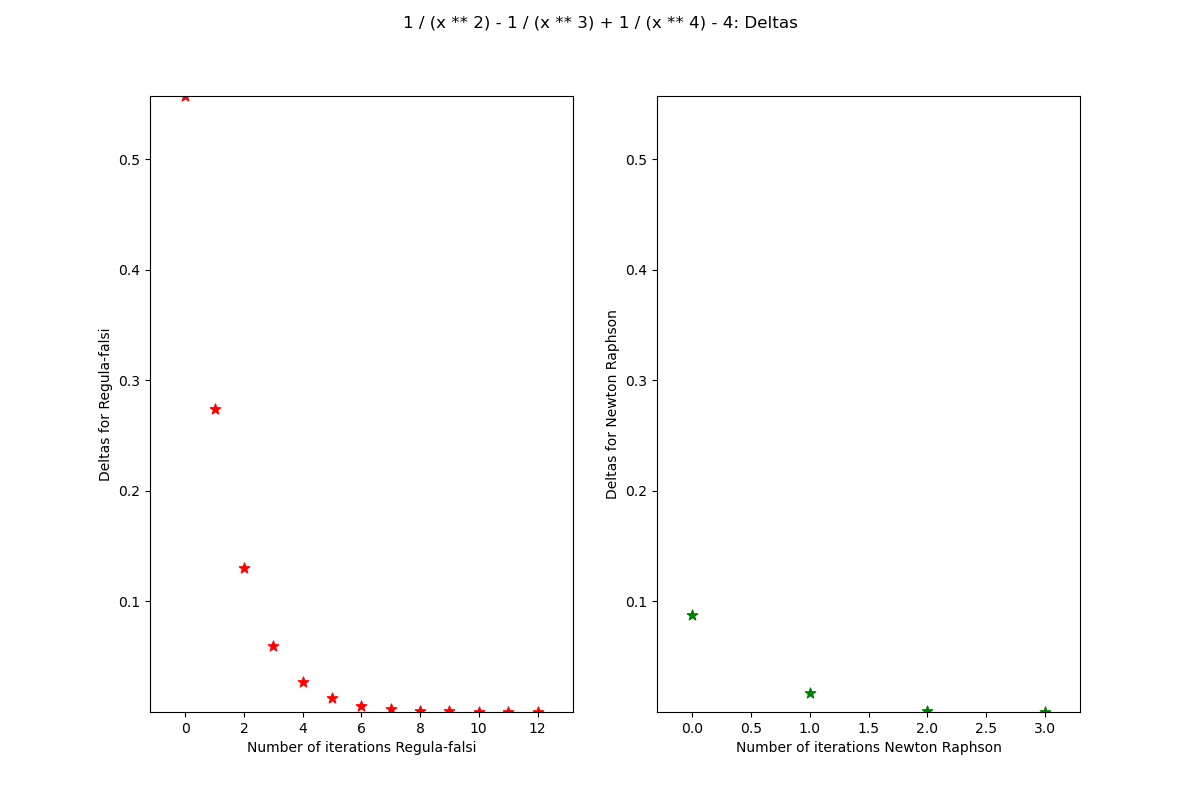 1 / (x ** 2) - 1 / (x ** 3) + 1 / (x ** 4) - 4: Deltas
Deltas for Regula-falsi
0.5
0.4
0.3
0.2
0.1
0 2 4 6 8 10 12
Number of iterations Regula-falsi
Deltas for Newton Raphson
0.5
0.4
0.3
0.2
0.1
0.0 0.5 1.0 1.5 2.0 2.5 3.0
Number of iterations Newton Raphson